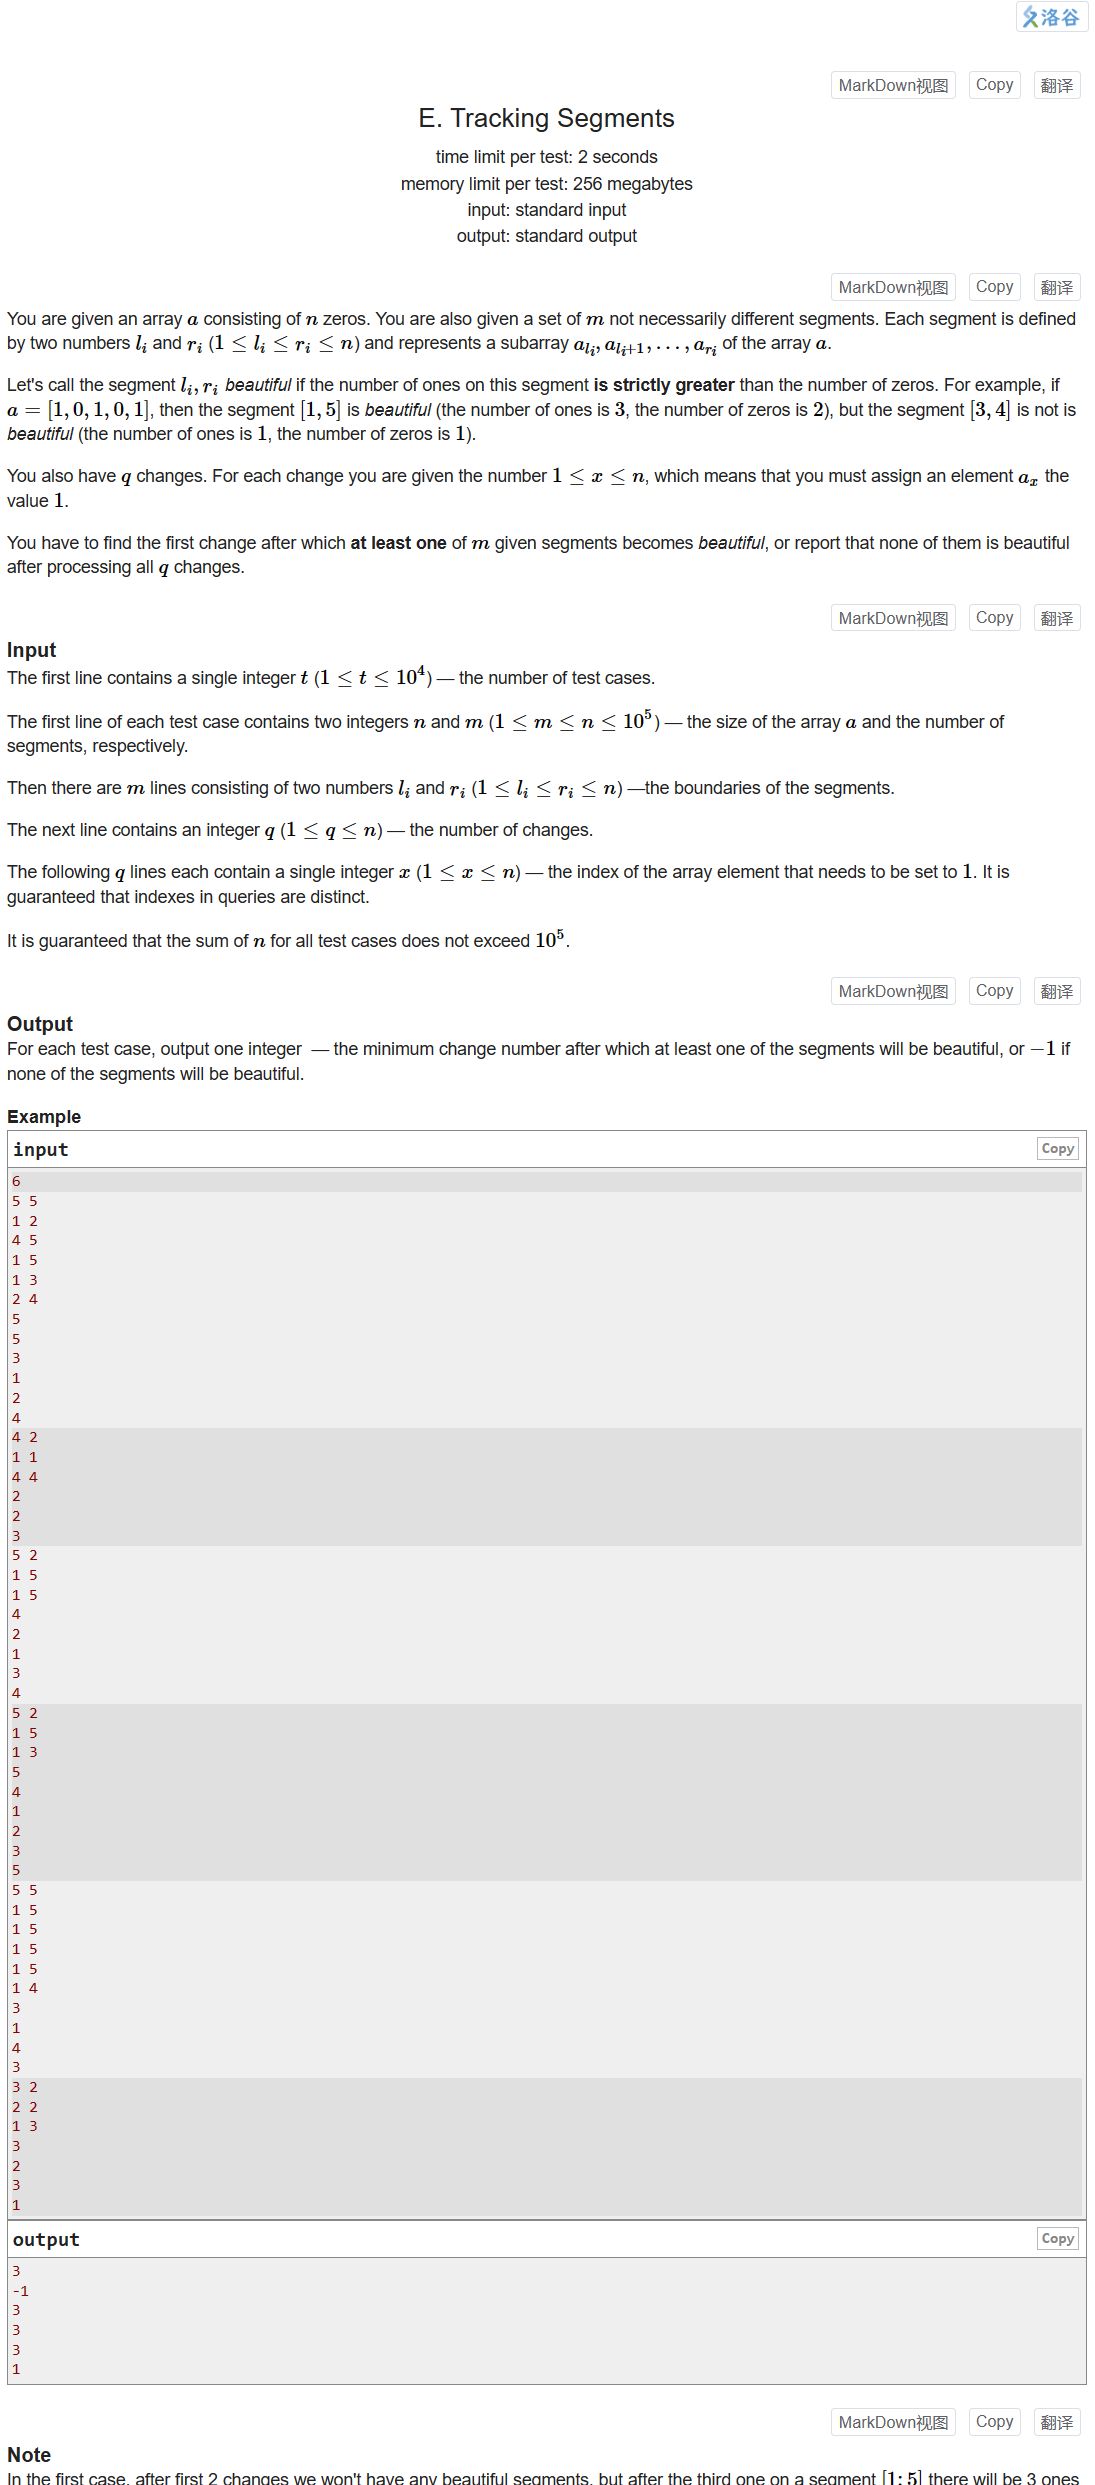 洛谷
MarkDown视图 Copy 翻译
E. Tracking Segments
time limit per test: 2 seconds
memory limit per test: 256 megabytes
input: standard input
output: standard output
MarkDown视图 Copy 翻译
You are given an array a consisting of n zeros. You are also given a set of m not necessarily different segments. Each segment is defined
by two numbers l_i and r_i (1 ≤ l_i ≤ r_i ≤ n) and represents a subarray a_{l_i}, a_{l_i+1}, . . . , a_{r_i} of the array a.
Let's call the segment l_i, r_i beautiful if the number of ones on this segment is strictly greater than the number of zeros. For example, if
a = [1, 0, 1, 0, 1], then the segment [1, 5] is beautiful (the number of ones is 3, the number of zeros is 2), but the segment [3, 4] is not is
beautiful (the number of ones is 1, the number of zeros is 1).
You also have q changes. For each change you are given the number 1 ≤ x ≤ n, which means that you must assign an element a_x the
value 1.
You have to find the first change after which at least one of m given segments becomes beautiful, or report that none of them is beautiful
after processing all q changes.
MarkDown视图 Copy 翻译
Input
The first line contains a single integer t (1 ≤ t ≤ 10^4) — the number of test cases.
The first line of each test case contains two integers n and m (1 ≤ m ≤ n ≤ 10^5) — the size of the array a and the number of
segments, respectively.
Then there are m lines consisting of two numbers l_i and r_i (1 ≤ l_i ≤ r_i ≤ n) —the boundaries of the segments.
The next line contains an integer q (1 ≤ q ≤ n) — the number of changes.
The following q lines each contain a single integer x (1 ≤ x ≤ n) — the index of the array element that needs to be set to 1. It is
guaranteed that indexes in queries are distinct.
It is guaranteed that the sum of n for all test cases does not exceed 10^5.
MarkDown视图 Copy 翻译
Output
For each test case, output one integer — the minimum change number after which at least one of the segments will be beautiful, or −1 if
none of the segments will be beautiful.
Example
input Copy
6
5 5
1 2
4 5
1 5
1 3
2 4
5
5
3
1
2
4
4 2
1 1
4 4
2
2
3
5 2
1 5
1 5
4
2
1
3
4
5 2
1 5
1 3
5
4
1
2
3
5
5 5
1 5
1 5
1 5
1 5
1 4
3
1
4
3
3 2
2 2
1 3
3
2
3
1
output Copy
3
-1
3
3
3
1
MarkDown视图 Copy 翻译
Note
In the first case, after first 2 changes we won't have any beautiful segments, but after the third one on a segment [1; 5] there will be 3 ones